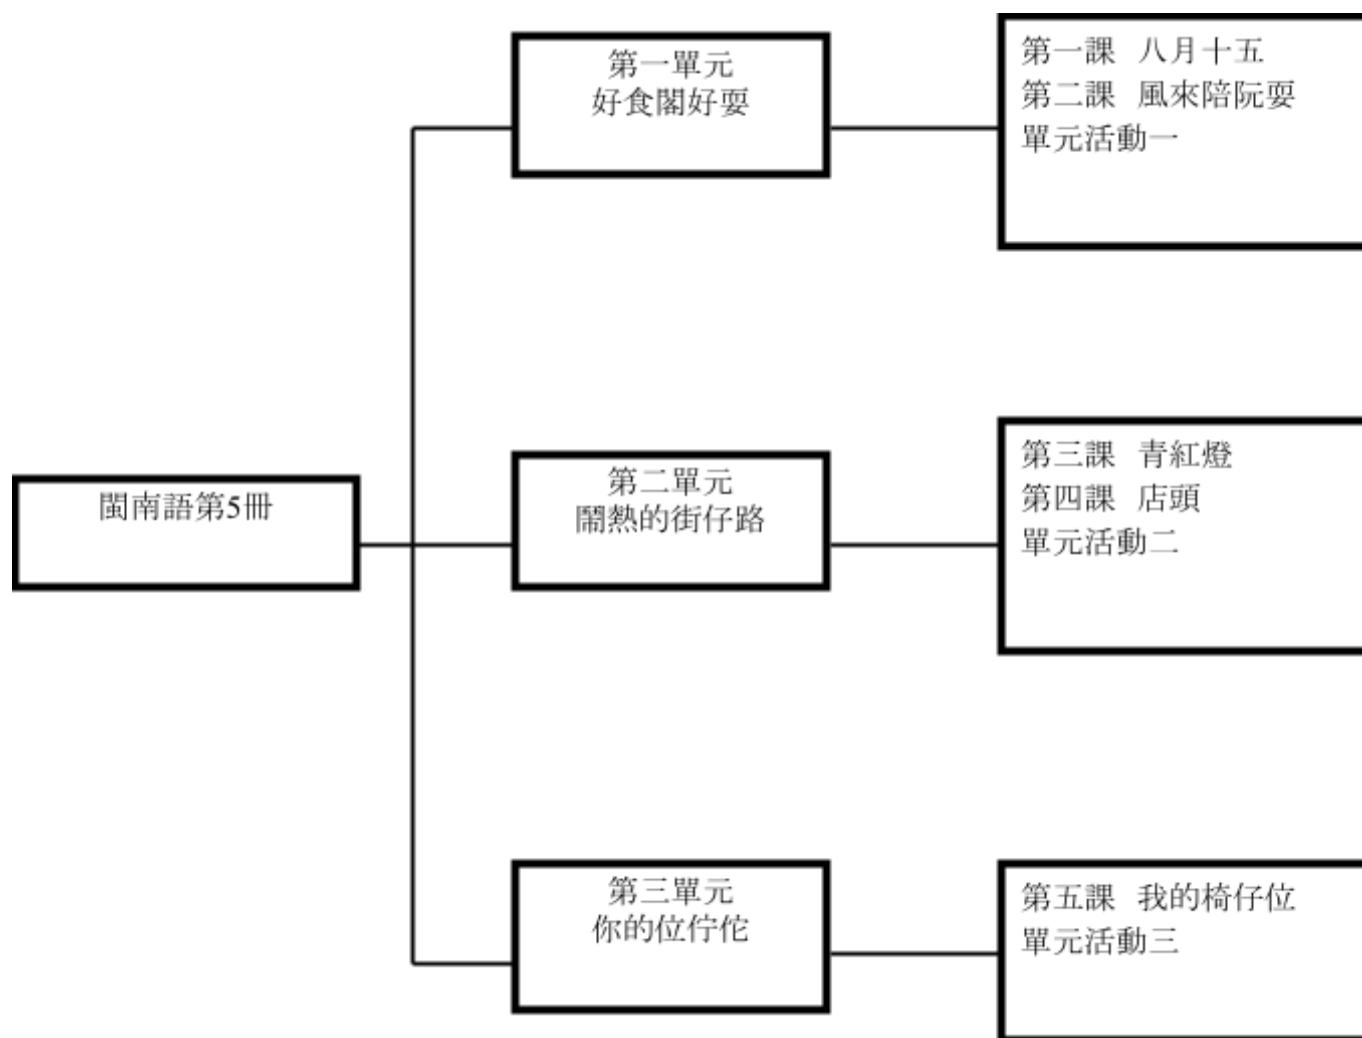 閩南語第5冊
第一單元
好食閣好耍
第一課 八月十五
第二課 風來陪阮耍
單元活動一
第二單元
鬧熱的街仔路
第三課 青紅燈
第四課 店頭
單元活動二
第三單元
你的位佇佗
第五課 我的椅仔位
單元活動三